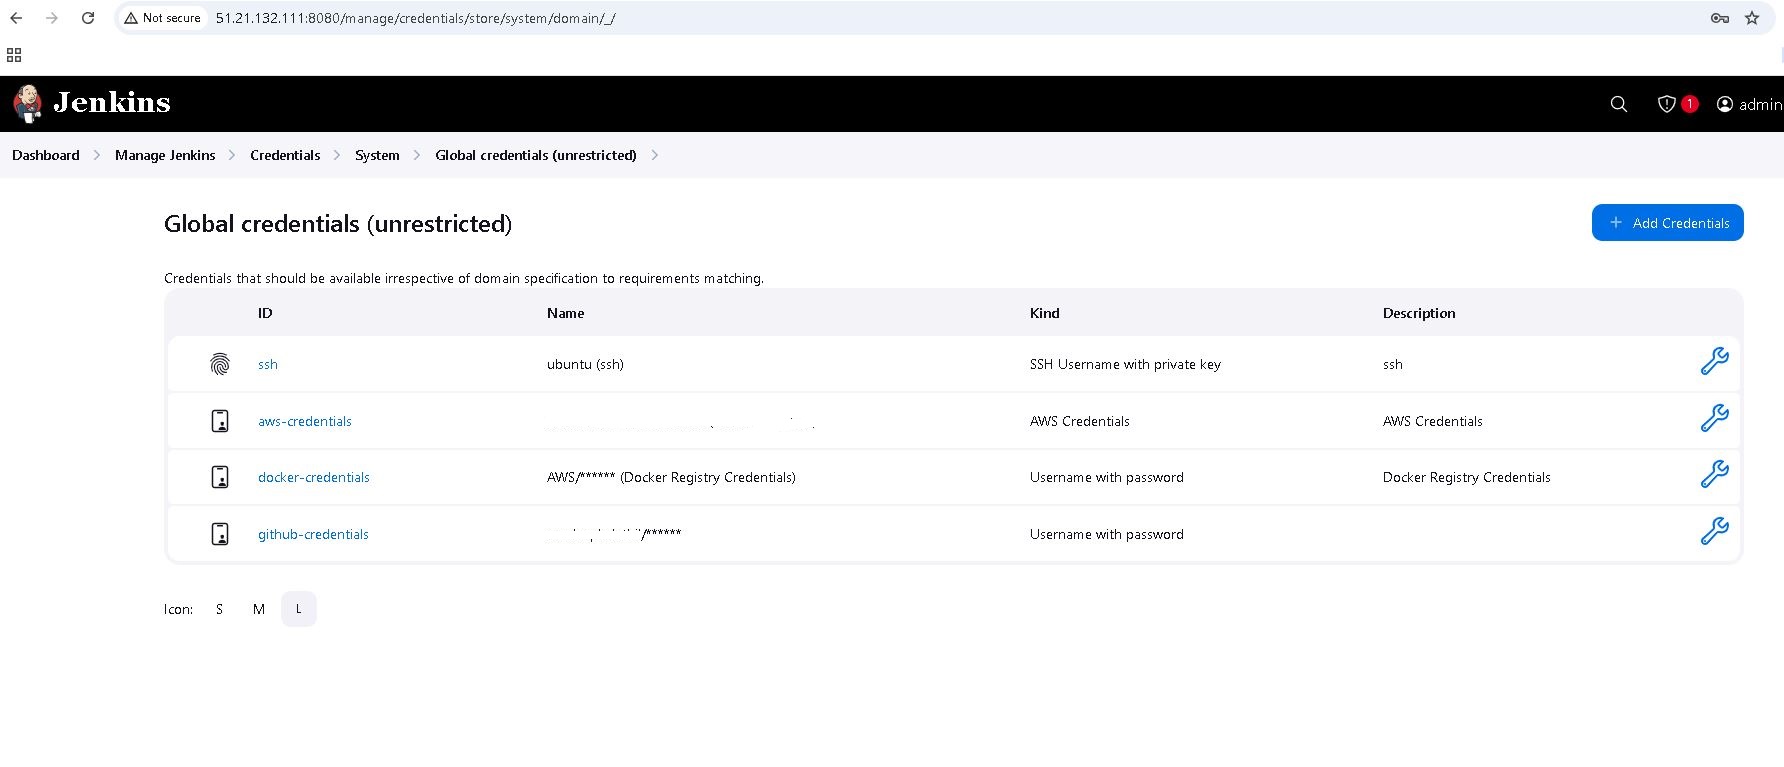 Not secure 51.21.132.111:8080/manage/credentials/store/system/domain/_/
Jenkins 1 admin
Dashboard Manage Jenkins Credentials System Global credentials (unrestricted)
Global credentials (unrestricted) + Add Credentials
Credentials that should be available irrespective of domain specification to requirements matching.
ID Name Kind Description
ssh ubuntu (ssh) SSH Username with private key ssh
aws-credentials AWS Credentials AWS Credentials
docker-credentials AWS/****** (Docker Registry Credentials) Username with password Docker Registry Credentials
github-credentials /****** Username with password
Icon: S M L